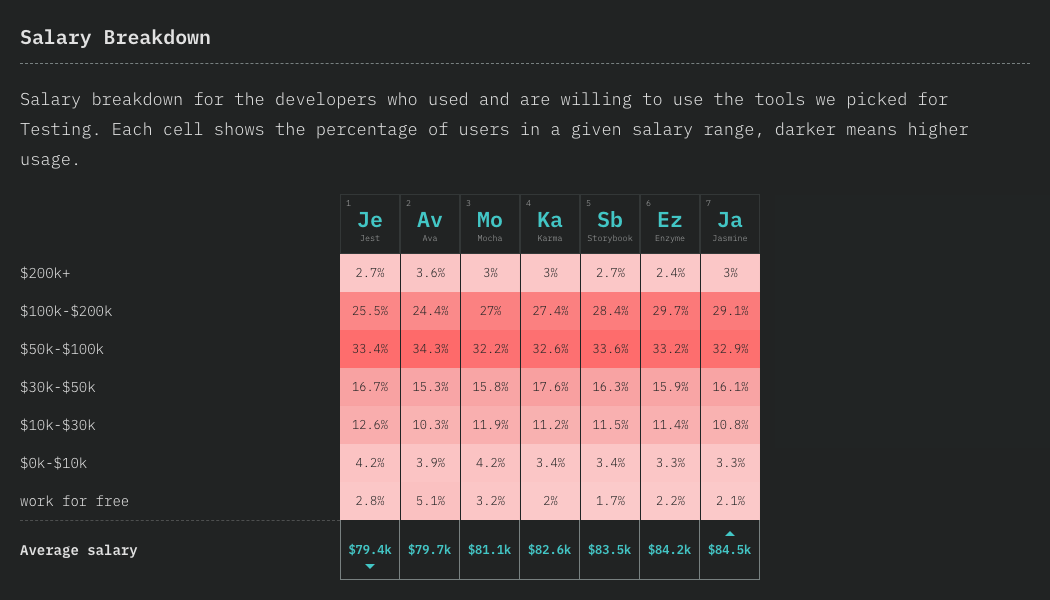 Salary Breakdown
Salary breakdown for the developers who used and are willing to use the tools we picked for
Testing. Each cell shows the percentage of users in a given salary range, darker means higher
usage.
1 2 3 4 5 6 7
Je Av Mo Ka Sb Ez Ja
Jest Ava Mocha Karma Storybook Enzyme Jasmine
$200k+ 2.7% 3.6% 3% 3% 2.7% 2.4% 3%
$100k-$200k 25.5% 24.4% 27% 27.4% 28.4% 29.7% 29.1%
$50k-$100k 33.4% 34.3% 32.2% 32.6% 33.6% 33.2% 32.9%
$30k-$50k 16.7% 15.3% 15.8% 17.6% 16.3% 15.9% 16.1%
$10k-$30k 12.6% 10.3% 11.9% 11.2% 11.5% 11.4% 10.8%
$0k-$10k 4.2% 3.9% 4.2% 3.4% 3.4% 3.3% 3.3%
work for free 2.8% 5.1% 3.2% 2% 1.7% 2.2% 2.1%
Average salary $79.4k $79.7k $81.1k $82.6k $83.5k $84.2k $84.5k